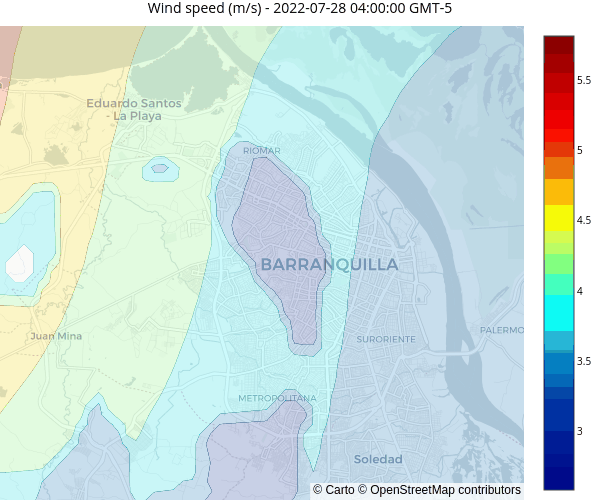 Wind speed (m/s) - 2022-07-28 04:00:00 GMT-5
5.5
Eduardo Santos
- La Playa
RIOMAR
5
4.5
BARRANQUILLA
4
Juan Mina
SURORIENTE
PALERMO
3.5
METROPOLITANA
3
Soledad
© Carto © OpenStreetMap contributors